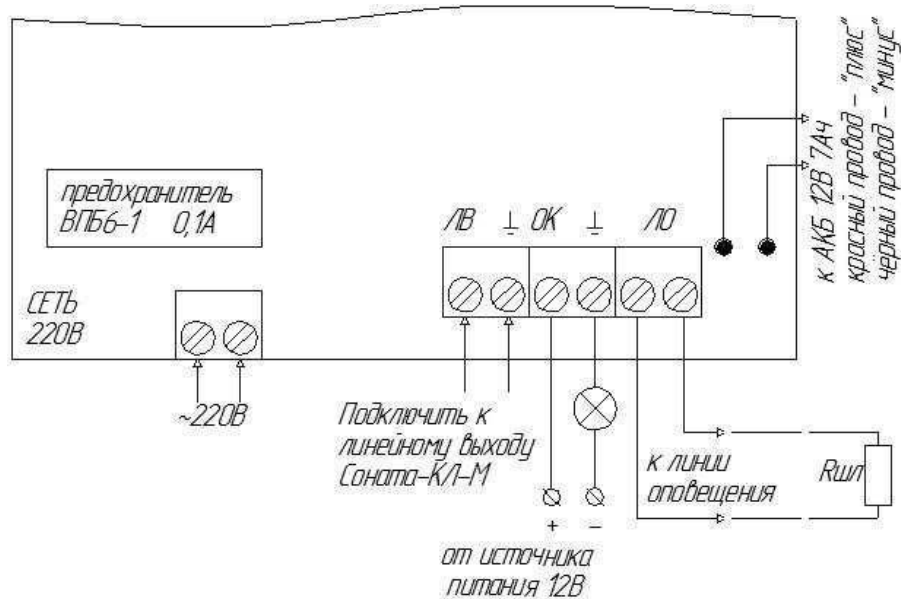 предохранитель
ВПБ6-1 0,1А
СЕТЬ
220В
~220В
ЛВ ⊥ ОК ⊥ ЛО
Подключить к
линейному выходу
Соната-КЛ-М
+ –
от источника
питания 12В
к линии
оповещения
Rшл
к АКБ 12В 7Ач
красный провод – "плюс"
чёрный провод – "минус"